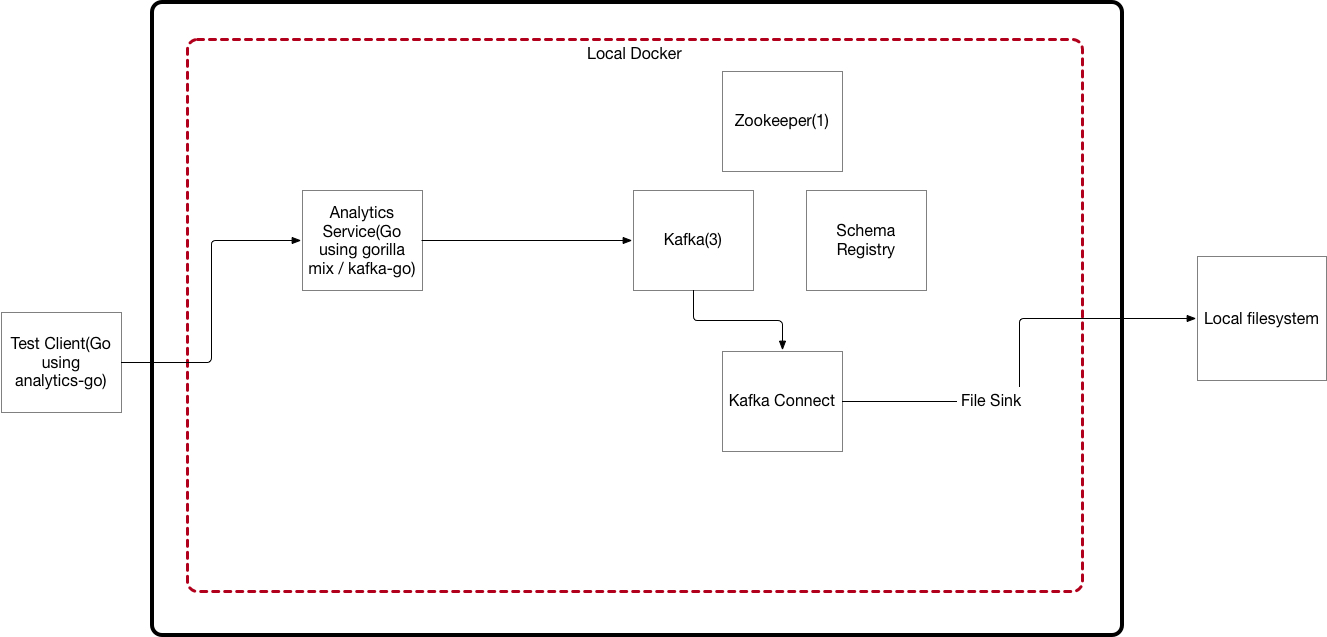 Local Docker
Zookeeper(1)
Analytics
Service(Go
using gorilla
mix / kafka-go)
Kafka(3)
Schema
Registry
Test Client(Go
using
analytics-go)
Local filesystem
Kafka Connect
File Sink